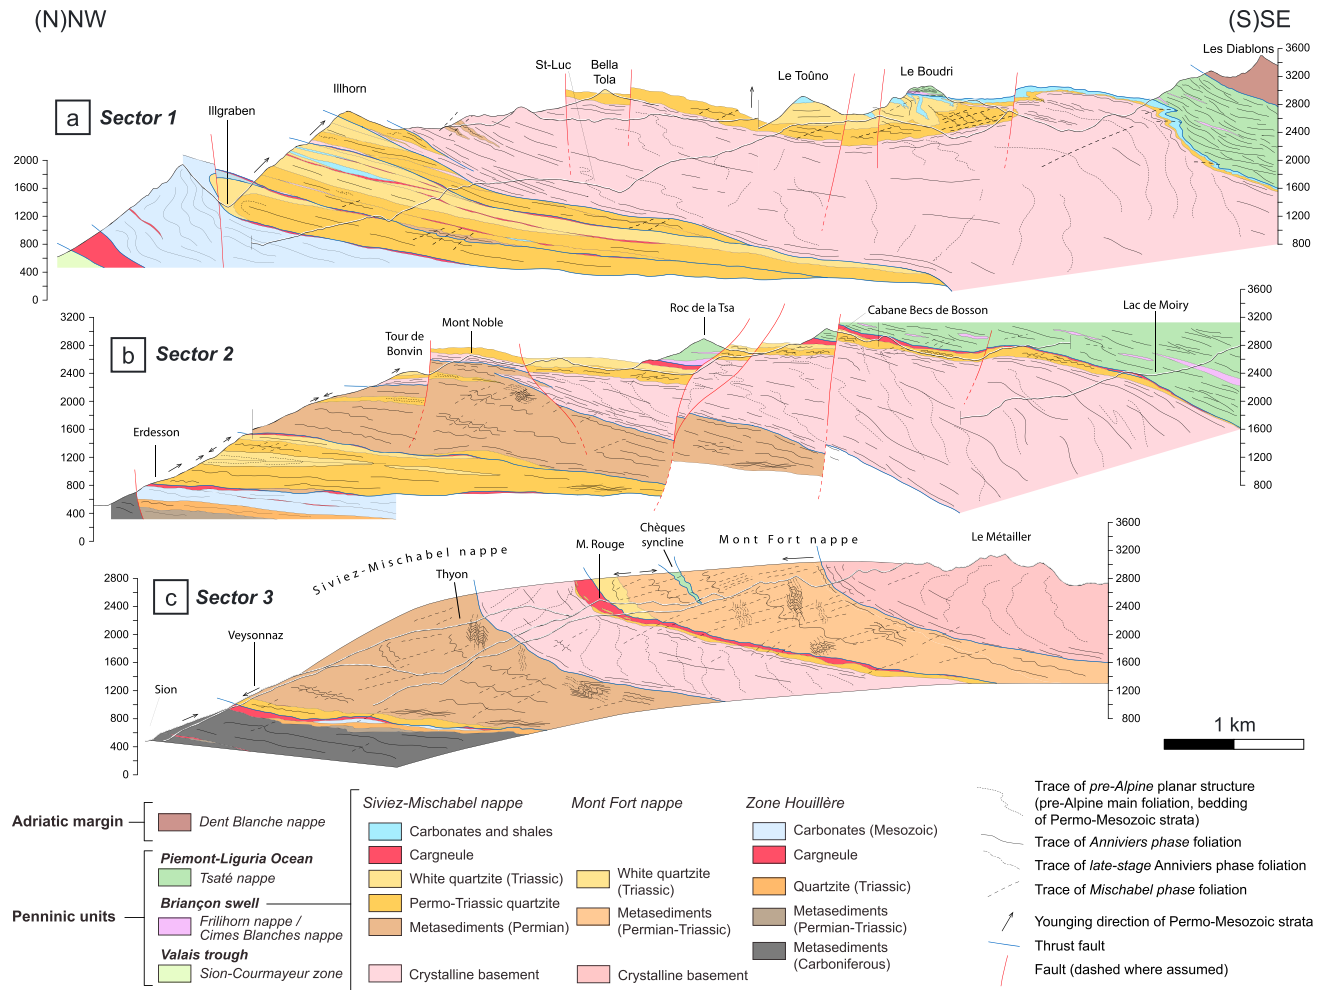 (N)NW
(S)SE
Les Diablons
3600
3200
2800
2400
2000
1600
1200
800
St-Luc
Bella
Tola
Le Toûno
Le Boudri
Illhorn
Illgraben
a
Sector 1
2000
1600
1200
800
400
0
3600
3200
2800
2400
2000
1600
1200
800
Roc de la Tsa
Cabane Becs de Bosson
Lac de Moiry
Mont Noble
Tour de
Bonvin
b
Sector 2
Erdesson
3200
2800
2400
2000
1600
1200
800
400
0
3600
3200
2800
2400
2000
1600
1200
800
Chèques
syncline
Mont Fort nappe
Le Métailler
M. Rouge
Siviez-Mischabel nappe
Thyon
c
Sector 3
Veysonnaz
Sion
2800
2400
2000
1600
1200
800
400
0
1 km
Adriatic margin
Dent Blanche nappe
Penninic units
Piemont-Liguria Ocean
Tsaté nappe
Briançon swell
Frilihorn nappe /
Cimes Blanches nappe
Valais trough
Sion-Courmayeur zone
Siviez-Mischabel nappe
Carbonates and shales
Cargneule
White quartzite (Triassic)
Permo-Triassic quartzite
Metasediments (Permian)
Crystalline basement
Mont Fort nappe
White quartzite
(Triassic)
Metasediments
(Permian-Triassic)
Crystalline basement
Zone Houillère
Carbonates (Mesozoic)
Cargneule
Quartzite (Triassic)
Metasediments
(Permian-Triassic)
Metasediments
(Carboniferous)
Trace of pre-Alpine planar structure
(pre-Alpine main foliation, bedding
of Permo-Mesozoic strata)
Trace of Anniviers phase foliation
Trace of late-stage Anniviers phase foliation
Trace of Mischabel phase foliation
Younging direction of Permo-Mesozoic strata
Thrust fault
Fault (dashed where assumed)